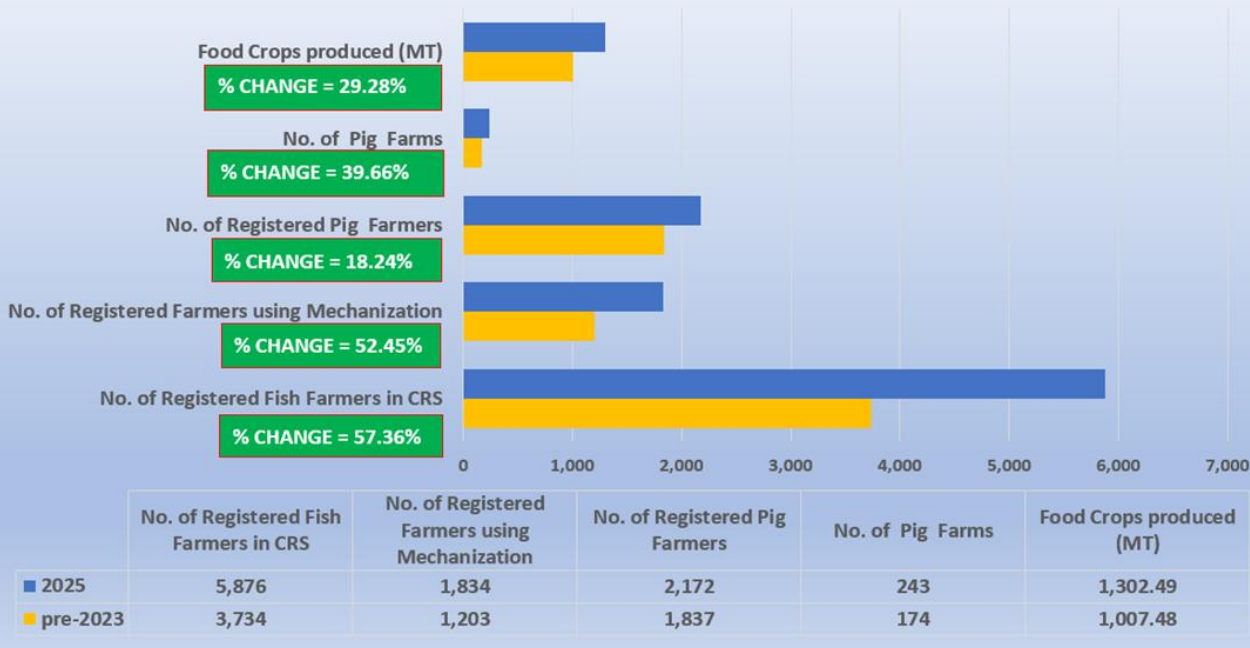 Food Crops produced (MT)
% CHANGE = 29.28%
No. of Pig Farms
% CHANGE = 39.66%
No. of Registered Pig Farmers
% CHANGE = 18.24%
No. of Registered Farmers using Mechanization
% CHANGE = 52.45%
No. of Registered Fish Farmers in CRS
% CHANGE = 57.36%
0 1,000 2,000 3,000 4,000 5,000 6,000 7,000
No. of Registered Fish
Farmers in CRS
No. of Registered
Farmers using
Mechanization
No. of Registered Pig
Farmers
No. of Pig Farms
Food Crops produced
(MT)
2025 5,876 1,834 2,172 243 1,302.49
pre-2023 3,734 1,203 1,837 174 1,007.48